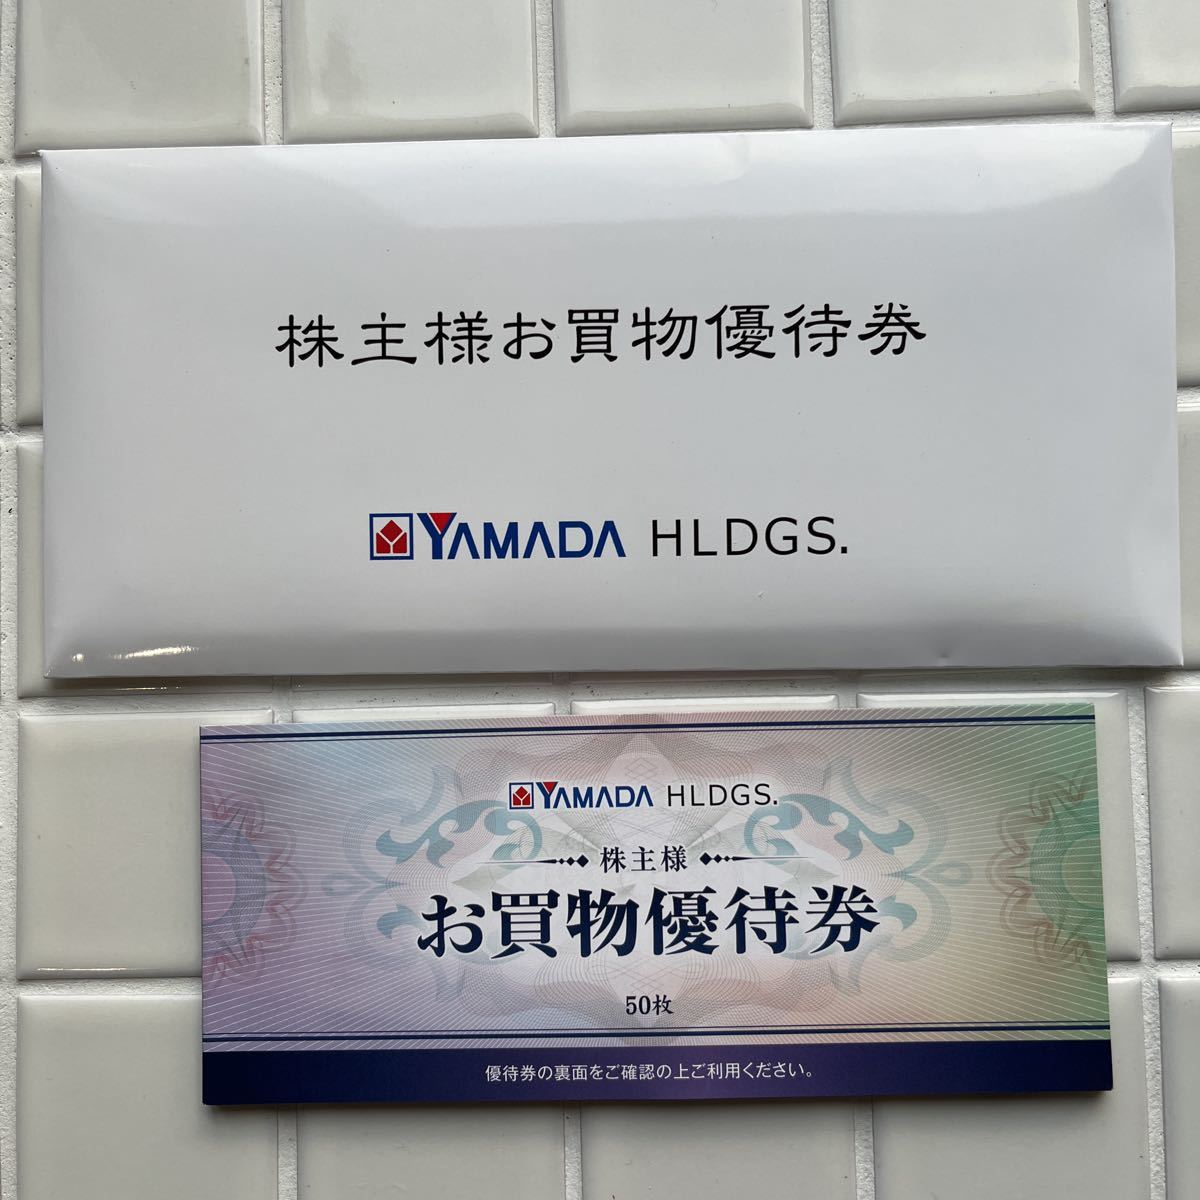 株主様お買物優待券
YAMADA HLDGS.
YAMADA HLDGS.
株主様
お買物優待券
50枚
優待券の裏面をご確認の上ご利用ください。